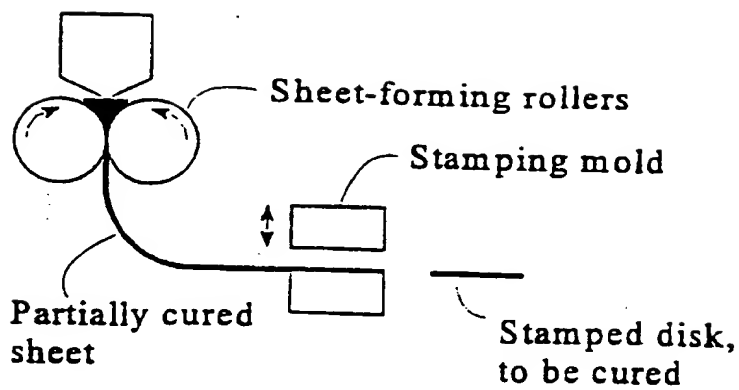 Sheet-forming rollers
Stamping mold
Partially cured
sheet
Stamped disk,
to be cured